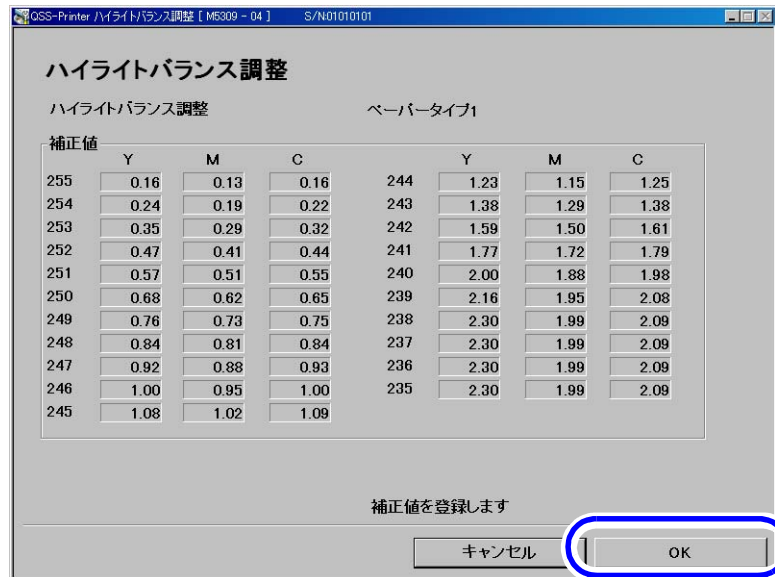 QSS-Printer ハイライトバランス調整 [ M5309 - 04 ] S/N:01010101
ハイライトバランス調整
ハイライトバランス調整 ペーパータイプ1
補正値
Y M C Y M C
255 0.16 0.13 0.16 244 1.23 1.15 1.25
254 0.24 0.19 0.22 243 1.38 1.29 1.38
253 0.35 0.29 0.32 242 1.59 1.50 1.61
252 0.47 0.41 0.44 241 1.77 1.72 1.79
251 0.57 0.51 0.55 240 2.00 1.88 1.98
250 0.68 0.62 0.65 239 2.16 1.95 2.08
249 0.76 0.73 0.75 238 2.30 1.99 2.09
248 0.84 0.81 0.84 237 2.30 1.99 2.09
247 0.92 0.88 0.93 236 2.30 1.99 2.09
246 1.00 0.95 1.00 235 2.30 1.99 2.09
245 1.08 1.02 1.09
補正値を登録します
キャンセル OK